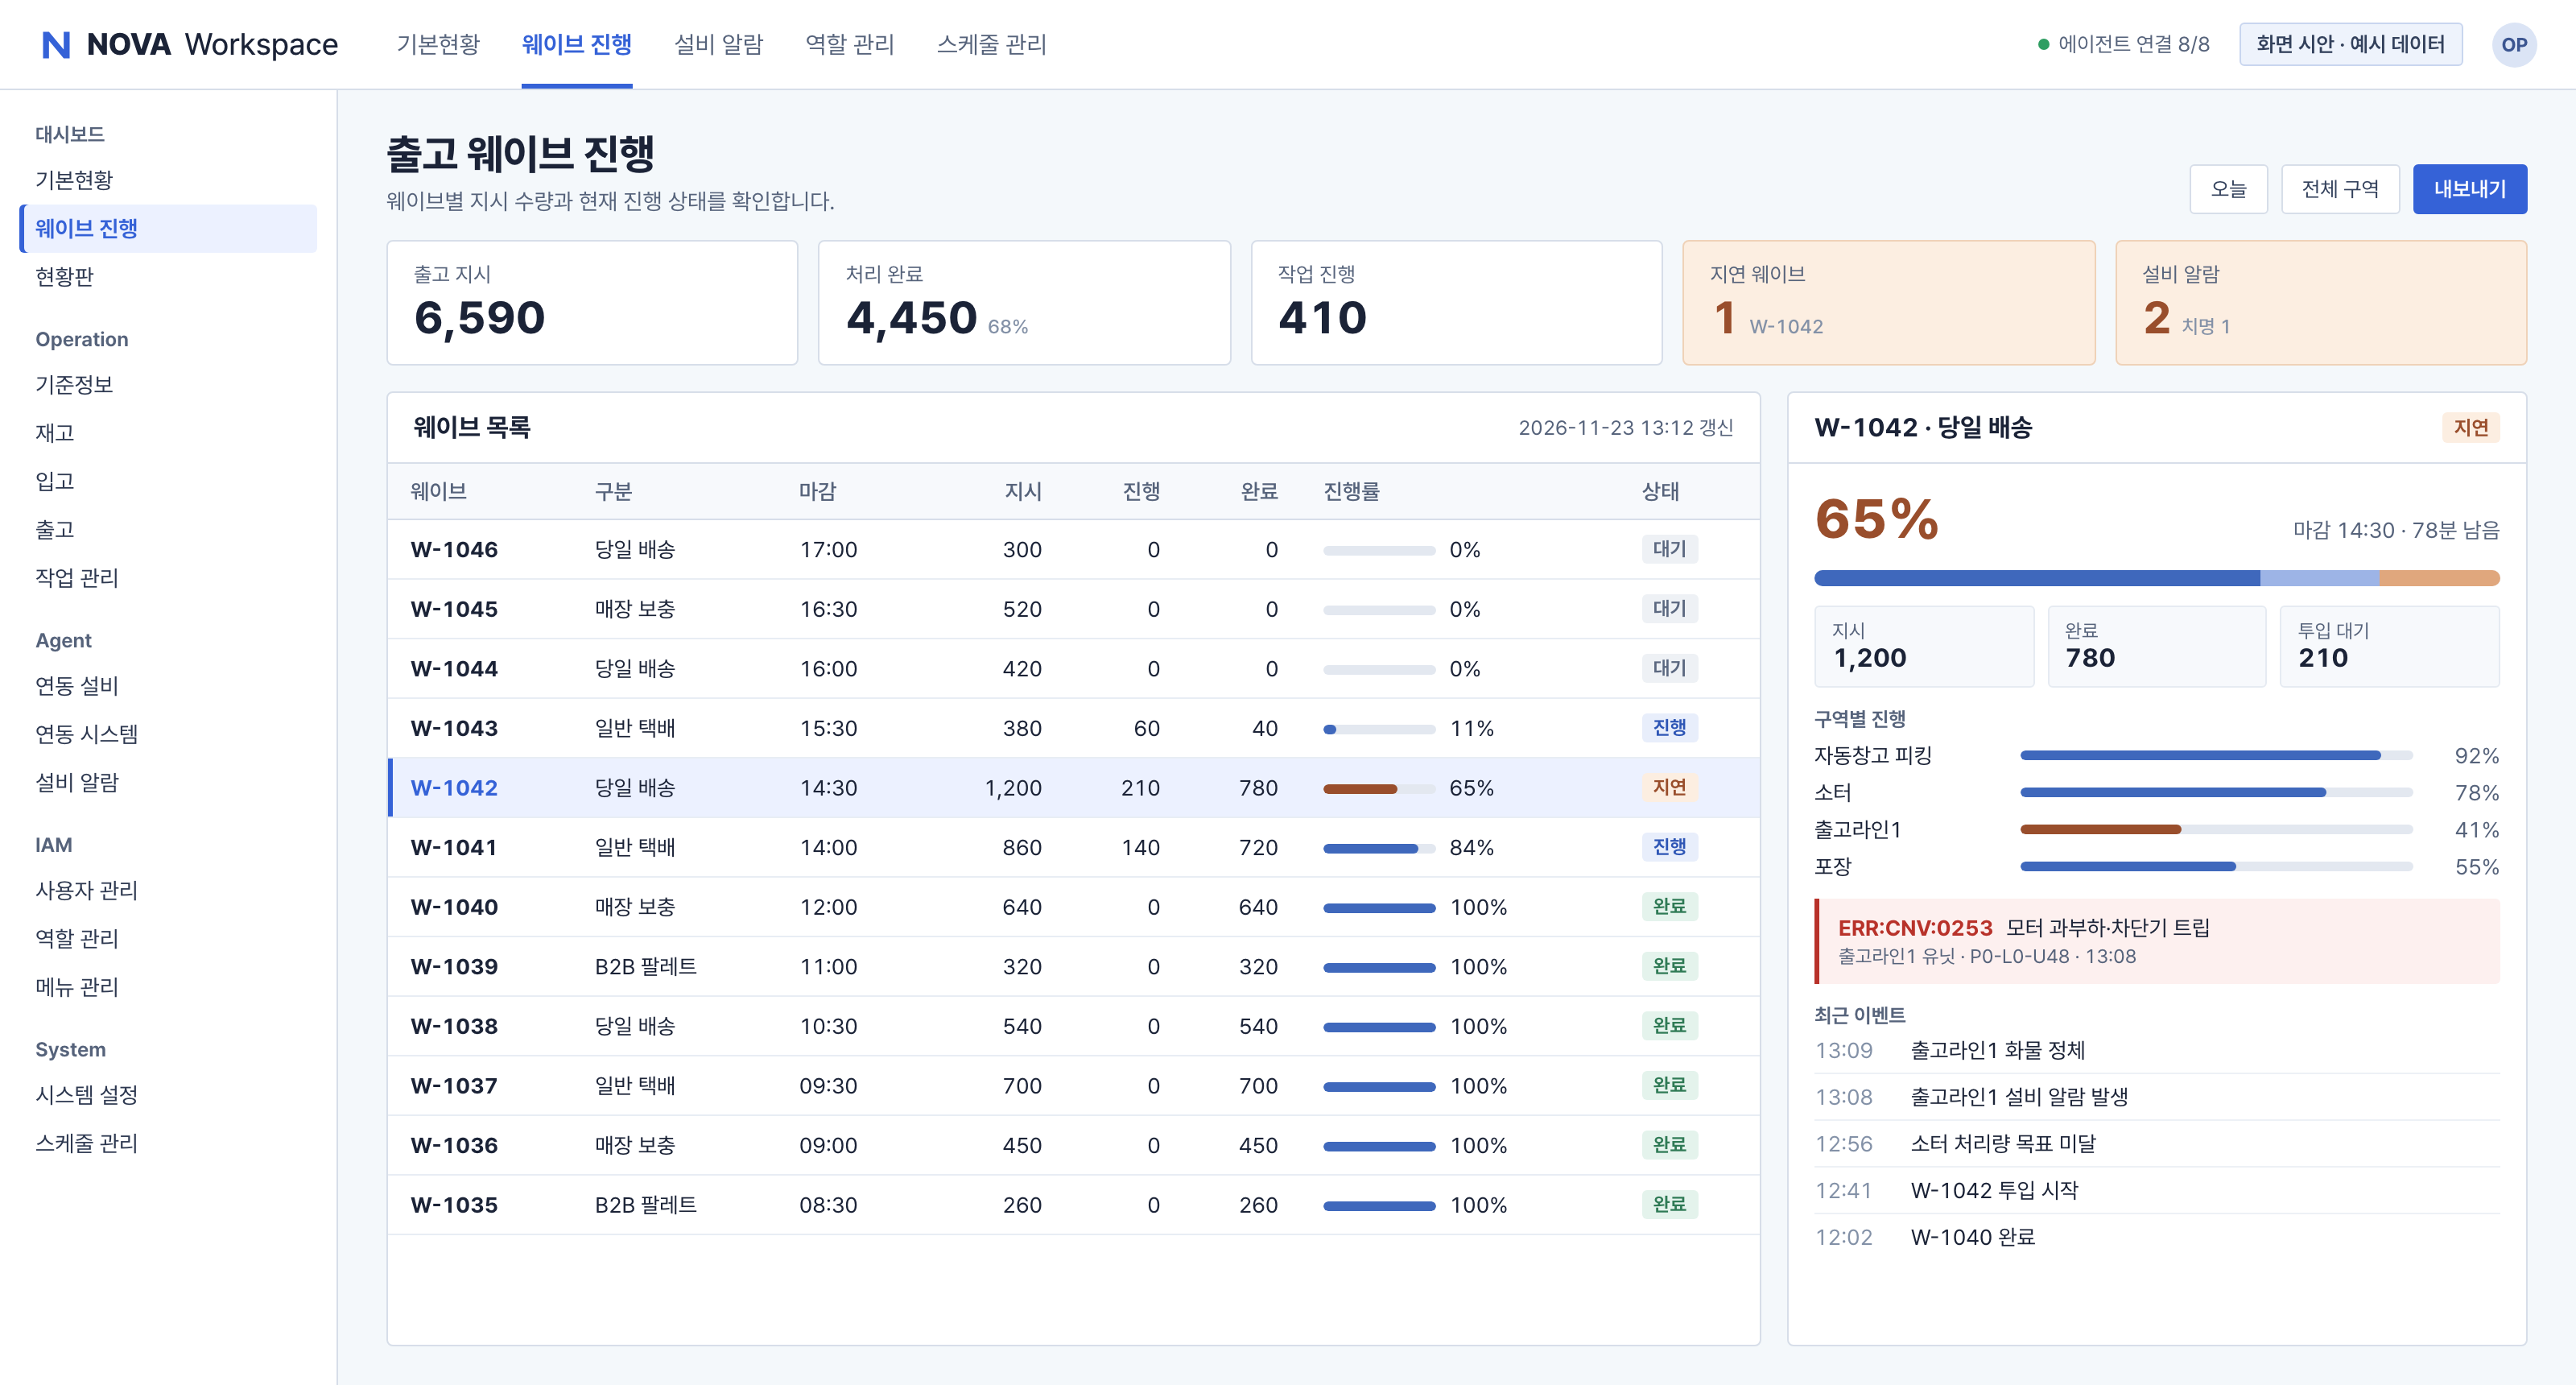 NOVA Workspace
기본현황 웨이브 진행 설비 알람 역할 관리 스케줄 관리
에이전트 연결 8/8 화면 시안 · 예시 데이터 OP
대시보드
기본현황
웨이브 진행
현황판
Operation
기준정보
재고
입고
출고
작업 관리
Agent
연동 설비
연동 시스템
설비 알람
IAM
사용자 관리
역할 관리
메뉴 관리
System
시스템 설정
스케줄 관리
출고 웨이브 진행
웨이브별 지시 수량과 현재 진행 상태를 확인합니다.
오늘 전체 구역 내보내기
출고 지시
6,590
처리 완료
4,450 68%
작업 진행
410
지연 웨이브
1 W-1042
설비 알람
2 치명 1
웨이브 목록 2026-11-23 13:12 갱신
웨이브 구분 마감 지시 진행 완료 진행률 상태
W-1046 당일 배송 17:00 300 0 0 0% 대기
W-1045 매장 보충 16:30 520 0 0 0% 대기
W-1044 당일 배송 16:00 420 0 0 0% 대기
W-1043 일반 택배 15:30 380 60 40 11% 진행
W-1042 당일 배송 14:30 1,200 210 780 65% 지연
W-1041 일반 택배 14:00 860 140 720 84% 진행
W-1040 매장 보충 12:00 640 0 640 100% 완료
W-1039 B2B 팔레트 11:00 320 0 320 100% 완료
W-1038 당일 배송 10:30 540 0 540 100% 완료
W-1037 일반 택배 09:30 700 0 700 100% 완료
W-1036 매장 보충 09:00 450 0 450 100% 완료
W-1035 B2B 팔레트 08:30 260 0 260 100% 완료
W-1042 · 당일 배송 지연
65% 마감 14:30 · 78분 남음
지시
1,200
완료
780
투입 대기
210
구역별 진행
자동창고 피킹 92%
소터 78%
출고라인1 41%
포장 55%
ERR:CNV:0253 모터 과부하·차단기 트립
출고라인1 유닛 · P0-L0-U48 · 13:08
최근 이벤트
13:09 출고라인1 화물 정체
13:08 출고라인1 설비 알람 발생
12:56 소터 처리량 목표 미달
12:41 W-1042 투입 시작
12:02 W-1040 완료